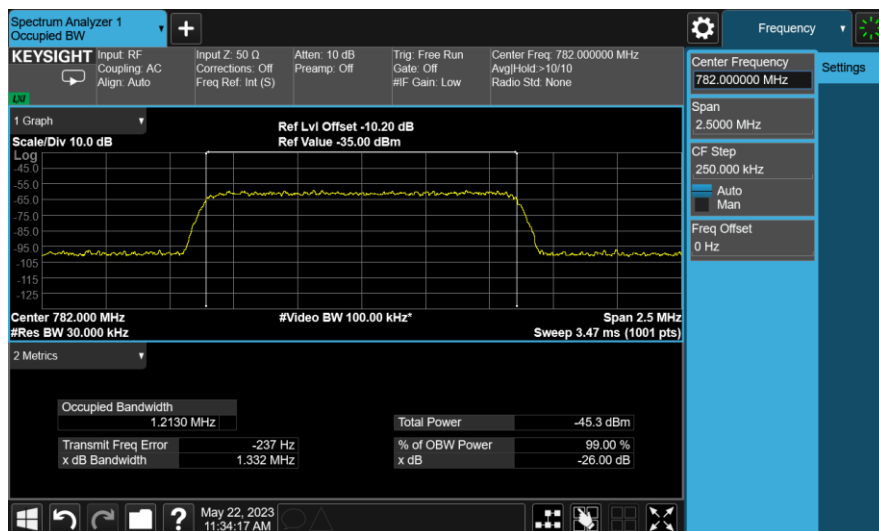 Spectrum Analyzer 1
Occupied BW
Frequency
KEYSIGHT
LXI
Input: RF
Coupling: AC
Align: Auto
Input Z: 50 Ω
Corrections: Off
Freq Ref: Int (S)
Atten: 10 dB
Preamp: Off
Trig: Free Run
Gate: Off
#IF Gain: Low
Center Freq: 782.000000 MHz
Avg|Hold:>10/10
Radio Std: None
Center Frequency
782.000000 MHz
Settings
Span
2.5000 MHz
CF Step
250.000 kHz
Auto
Man
Freq Offset
0 Hz
1 Graph
Scale/Div 10.0 dB
Ref Lvl Offset -10.20 dB
Ref Value -35.00 dBm
Log
-45.0
-55.0
-65.0
-75.0
-85.0
-95.0
-105
-115
-125
Center 782.000 MHz
#Res BW 30.000 kHz
#Video BW 100.00 kHz*
Span 2.5 MHz
Sweep 3.47 ms (1001 pts)
2 Metrics
Occupied Bandwidth
1.2130 MHz
Total Power -45.3 dBm
Transmit Freq Error -237 Hz
% of OBW Power 99.00 %
x dB Bandwidth 1.332 MHz
x dB -26.00 dB
?
May 22, 2023
11:34:17 AM